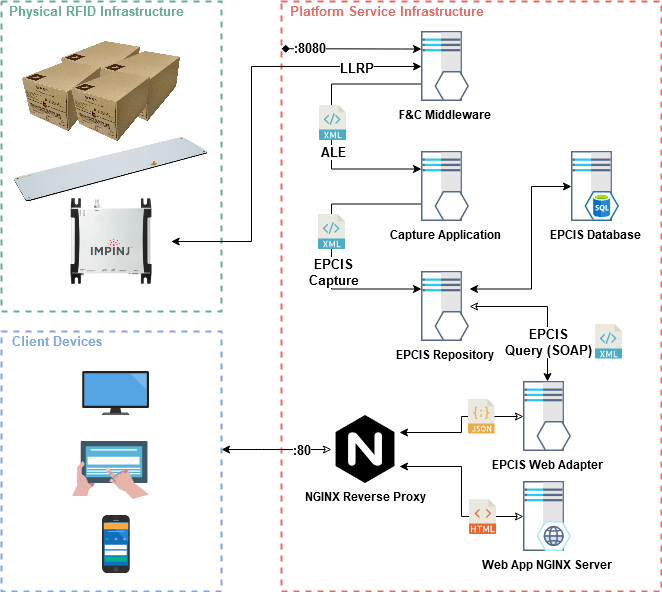 Physical RFID Infrastructure
Platform Service Infrastructure
:8080
LLRP
F&C Middleware
XML
ALE
IMPINJ
Capture Application
XML
EPCIS
Capture
SQL
EPCIS Database
EPCIS Repository
EPCIS
Query (SOAP)
XML
Client Devices
JSON
EPCIS Web Adapter
:80
N
NGINX Reverse Proxy
HTML
Web App NGINX Server